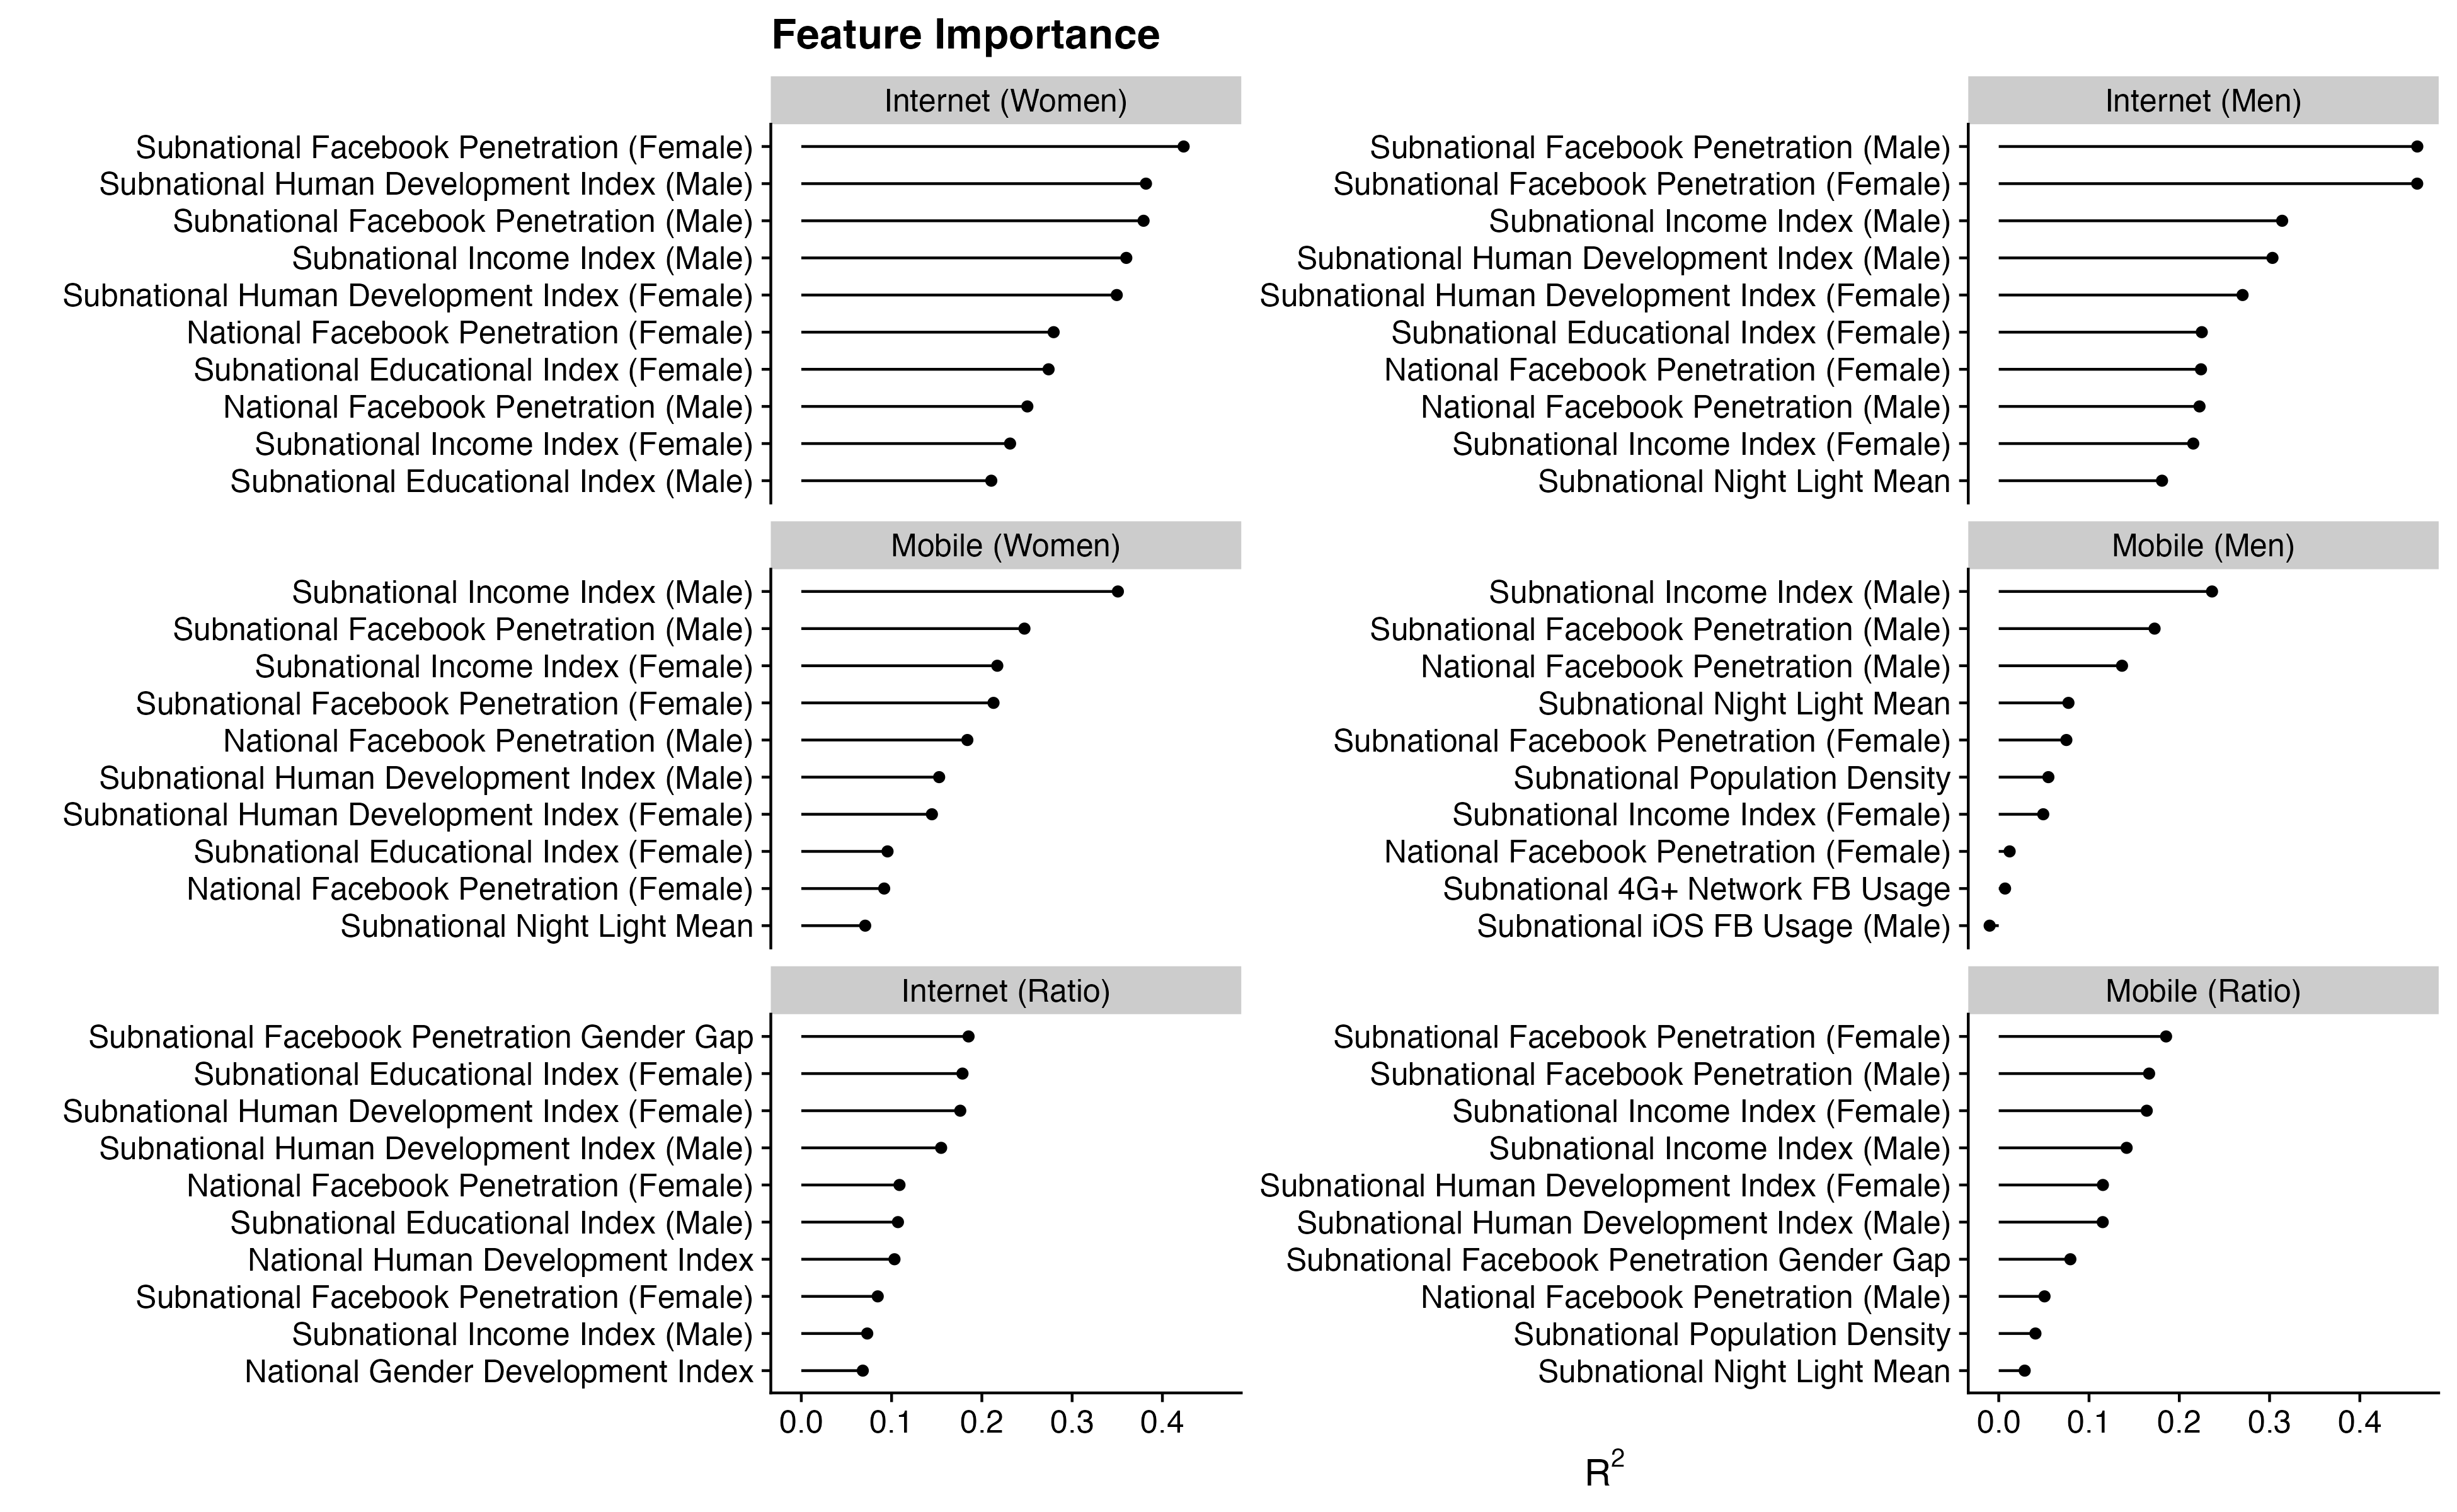 Feature Importance
Internet (Women)
Subnational Facebook Penetration (Female)
Subnational Human Development Index (Male)
Subnational Facebook Penetration (Male)
Subnational Income Index (Male)
Subnational Human Development Index (Female)
National Facebook Penetration (Female)
Subnational Educational Index (Female)
National Facebook Penetration (Male)
Subnational Income Index (Female)
Subnational Educational Index (Male)
Internet (Men)
Subnational Facebook Penetration (Male)
Subnational Facebook Penetration (Female)
Subnational Income Index (Male)
Subnational Human Development Index (Male)
Subnational Human Development Index (Female)
Subnational Educational Index (Female)
National Facebook Penetration (Female)
National Facebook Penetration (Male)
Subnational Income Index (Female)
Subnational Night Light Mean
Mobile (Women)
Subnational Income Index (Male)
Subnational Facebook Penetration (Male)
Subnational Income Index (Female)
Subnational Facebook Penetration (Female)
National Facebook Penetration (Male)
Subnational Human Development Index (Male)
Subnational Human Development Index (Female)
Subnational Educational Index (Female)
National Facebook Penetration (Female)
Subnational Night Light Mean
Mobile (Men)
Subnational Income Index (Male)
Subnational Facebook Penetration (Male)
National Facebook Penetration (Male)
Subnational Night Light Mean
Subnational Facebook Penetration (Female)
Subnational Population Density
Subnational Income Index (Female)
National Facebook Penetration (Female)
Subnational 4G+ Network FB Usage
Subnational iOS FB Usage (Male)
Internet (Ratio)
Subnational Facebook Penetration Gender Gap
Subnational Educational Index (Female)
Subnational Human Development Index (Female)
Subnational Human Development Index (Male)
National Facebook Penetration (Female)
Subnational Educational Index (Male)
National Human Development Index
Subnational Facebook Penetration (Female)
Subnational Income Index (Male)
National Gender Development Index
0.0 0.1 0.2 0.3 0.4
Mobile (Ratio)
Subnational Facebook Penetration (Female)
Subnational Facebook Penetration (Male)
Subnational Income Index (Female)
Subnational Income Index (Male)
Subnational Human Development Index (Female)
Subnational Human Development Index (Male)
Subnational Facebook Penetration Gender Gap
National Facebook Penetration (Male)
Subnational Population Density
Subnational Night Light Mean
0.0 0.1 0.2 0.3 0.4
R²